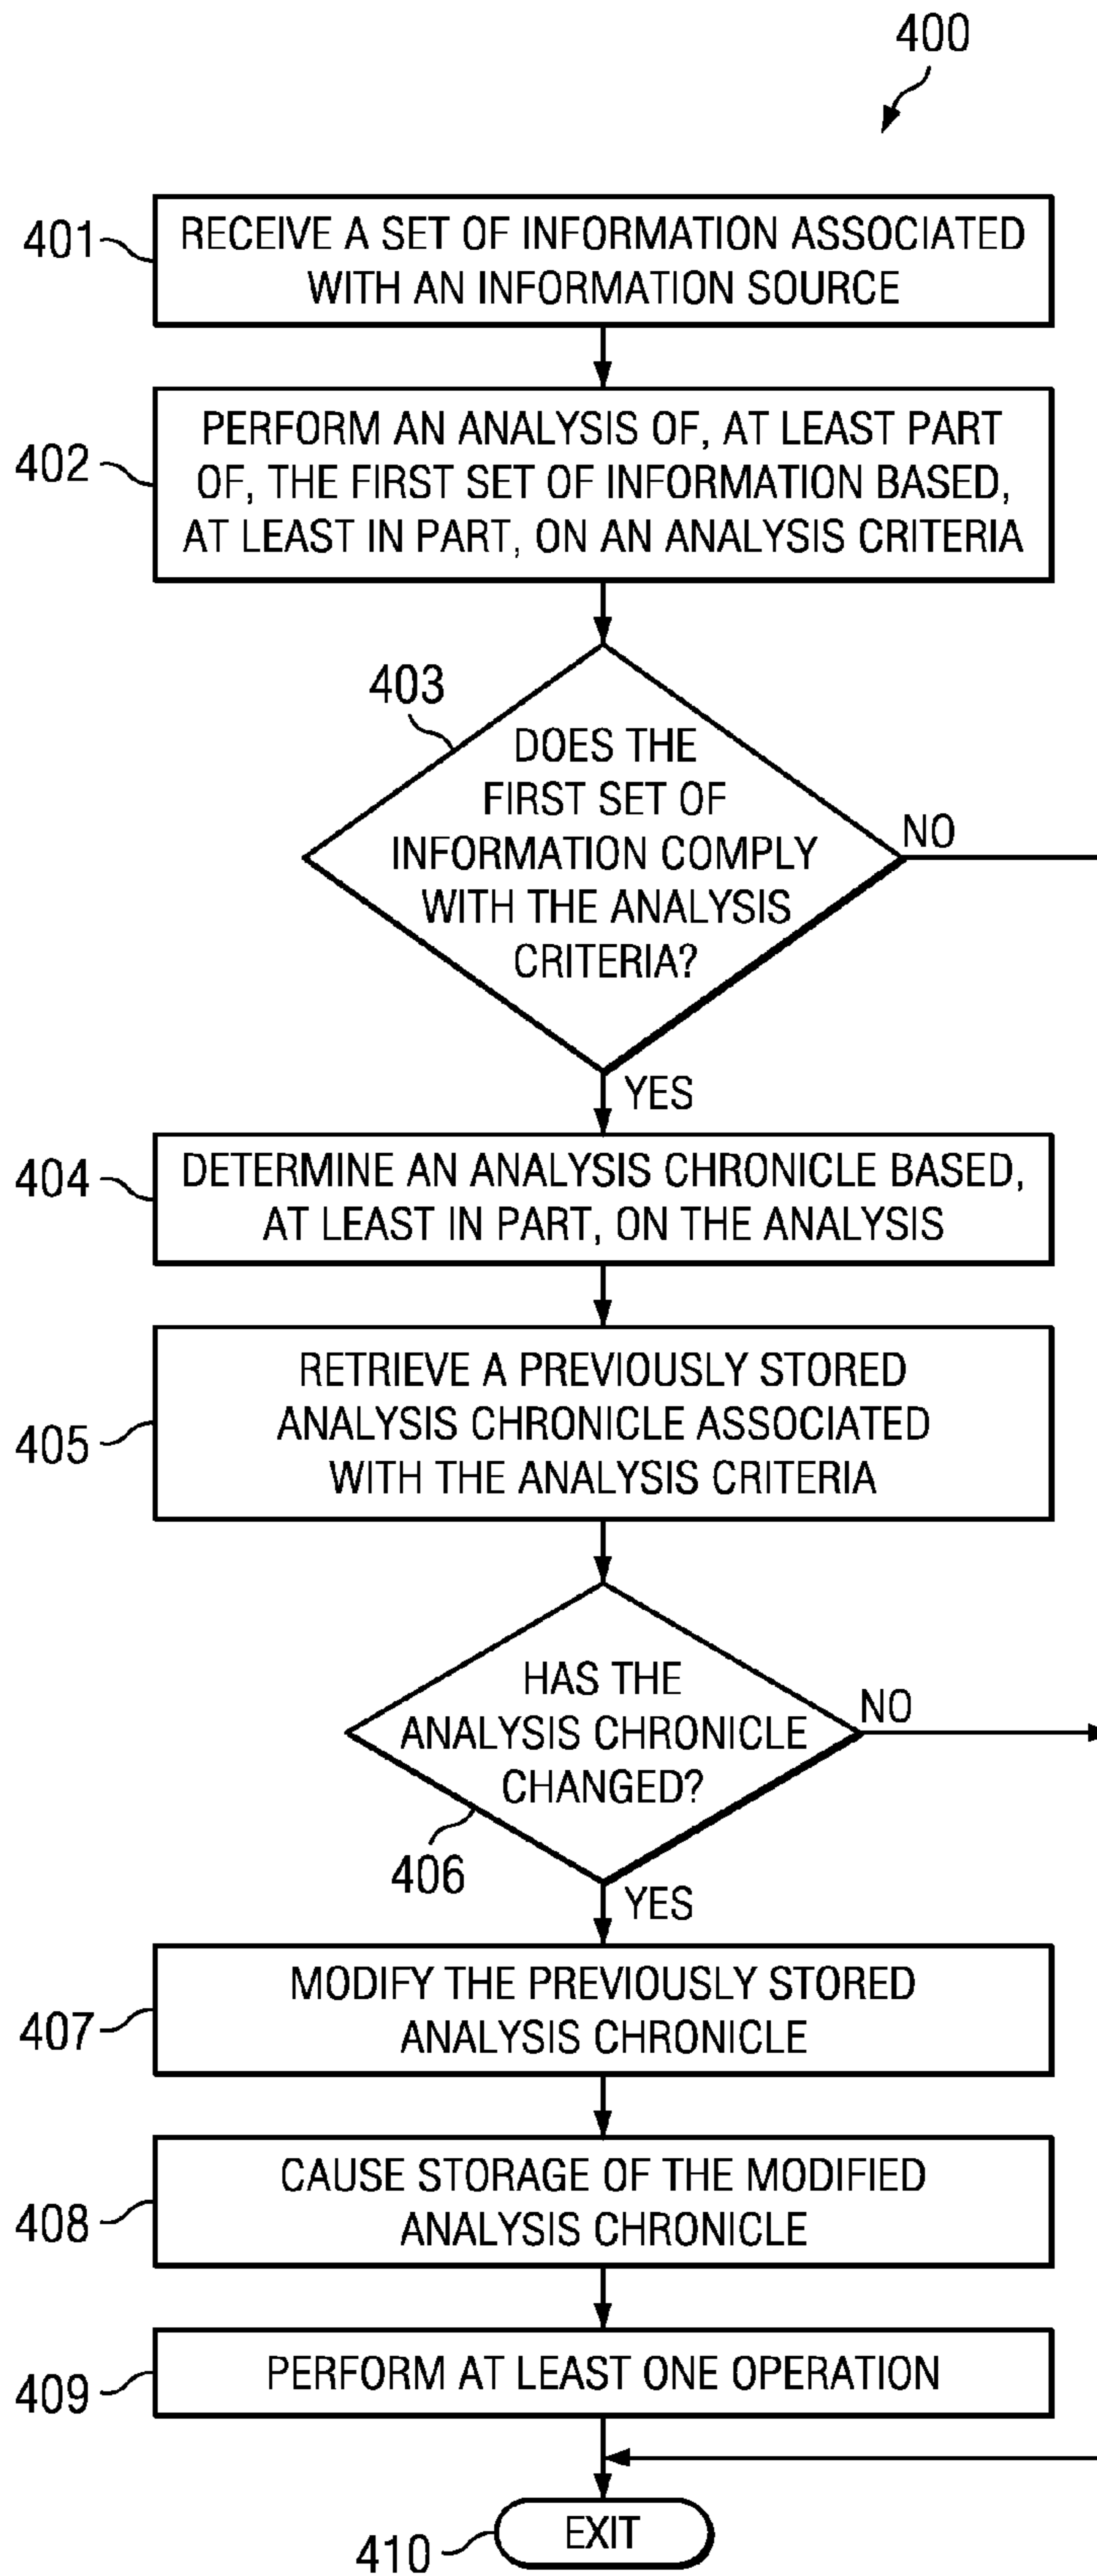 400
401
RECEIVE A SET OF INFORMATION ASSOCIATED
WITH AN INFORMATION SOURCE
402
PERFORM AN ANALYSIS OF, AT LEAST PART
OF, THE FIRST SET OF INFORMATION BASED,
AT LEAST IN PART, ON AN ANALYSIS CRITERIA
403
DOES THE
FIRST SET OF
INFORMATION COMPLY
WITH THE ANALYSIS
CRITERIA?
NO
YES
404
DETERMINE AN ANALYSIS CHRONICLE BASED,
AT LEAST IN PART, ON THE ANALYSIS
405
RETRIEVE A PREVIOUSLY STORED
ANALYSIS CHRONICLE ASSOCIATED
WITH THE ANALYSIS CRITERIA
HAS THE
ANALYSIS CHRONICLE
CHANGED?
NO
406
YES
407
MODIFY THE PREVIOUSLY STORED
ANALYSIS CHRONICLE
408
CAUSE STORAGE OF THE MODIFIED
ANALYSIS CHRONICLE
409
PERFORM AT LEAST ONE OPERATION
410
EXIT